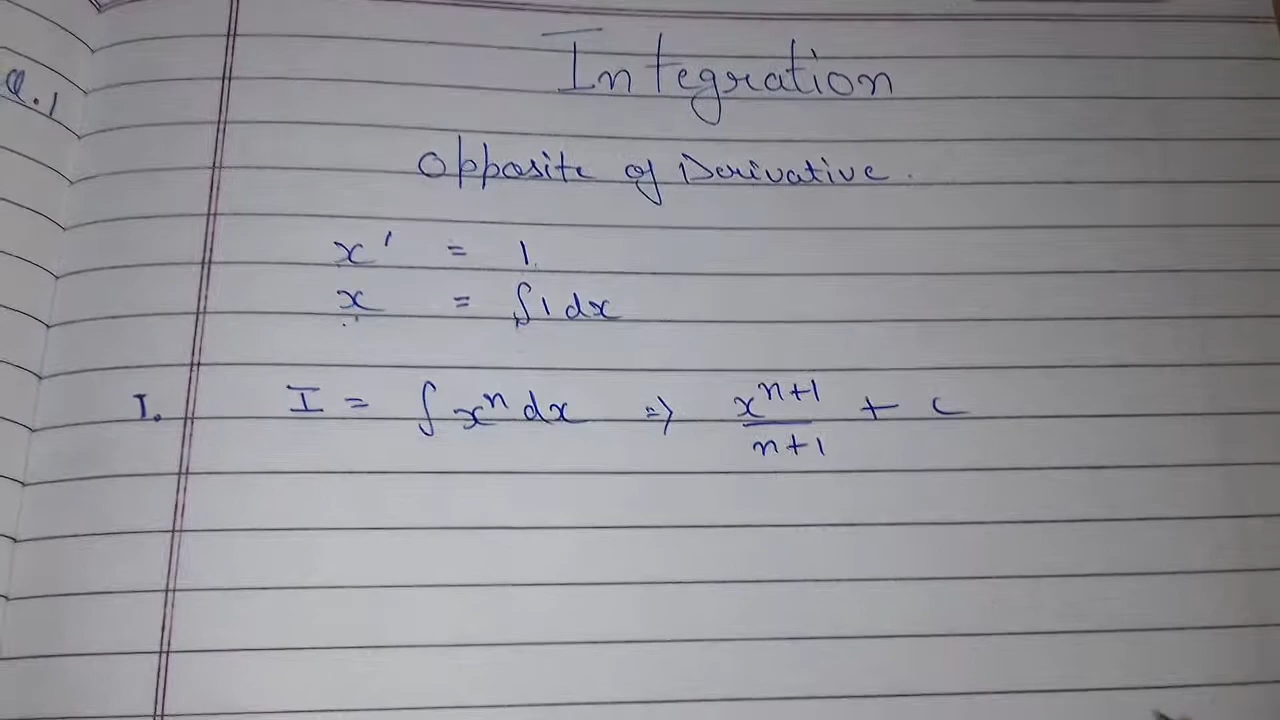 Q.1
Integration
Opposite of Derivative.
x' = 1.
x = ∫1 dx
I. I = ∫xⁿ dx ⇒ xⁿ⁺¹/n+1 + c